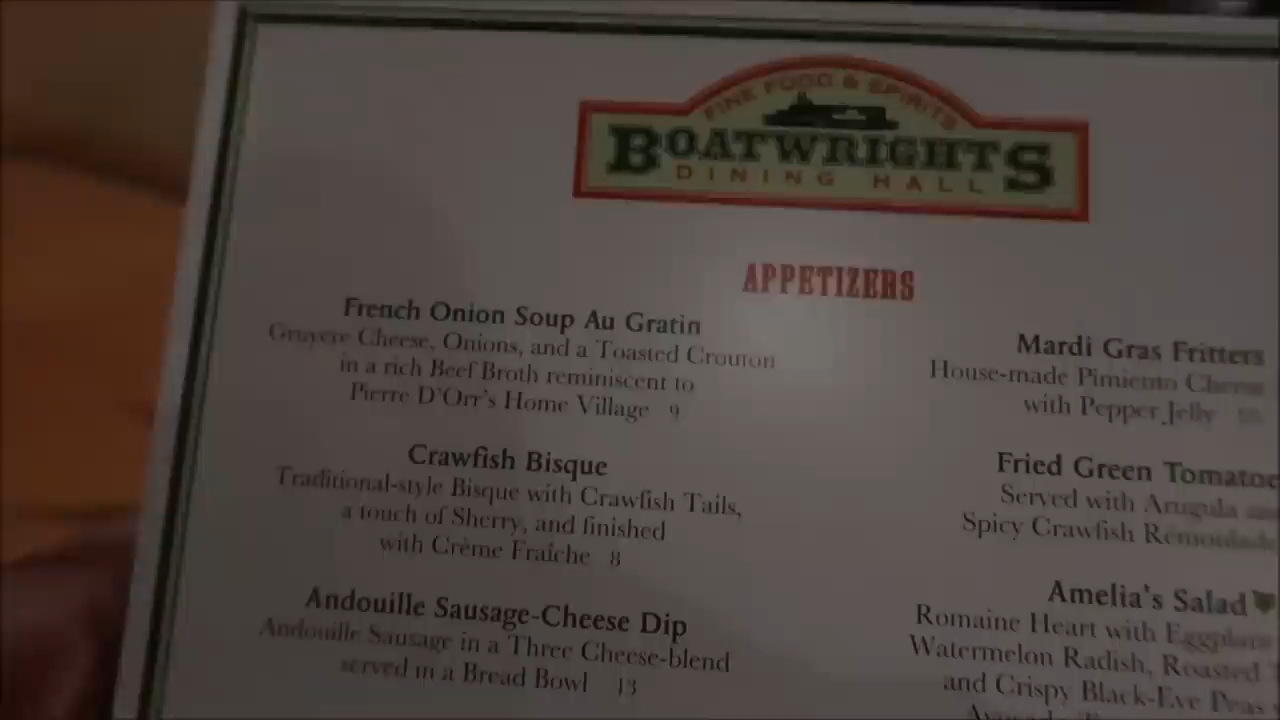 FINE FOOD & SPIRITS
BOATWRIGHTS
DINING HALL
APPETIZERS
French Onion Soup Au Gratin
Gruyere Cheese, Onions, and a Toasted Crouton
in a rich Beef Broth reminiscent to
Pierre D'Orr's Home Village 9
Crawfish Bisque
Traditional-style Bisque with Crawfish Tails,
a touch of Sherry, and finished
with Crème Fraîche 8
Andouille Sausage-Cheese Dip
Andouille Sausage in a Three Cheese-blend
served in a Bread Bowl 13
Mardi Gras Fritters
House-made Pimiento Cheese
with Pepper Jelly
Fried Green Tomatoe
Served with Arugula
Spicy Crawfish Remoulade
Amelia's Salad
Romaine Heart with Eggplant
Watermelon Radish, Roasted
and Crispy Black-Eye Peas